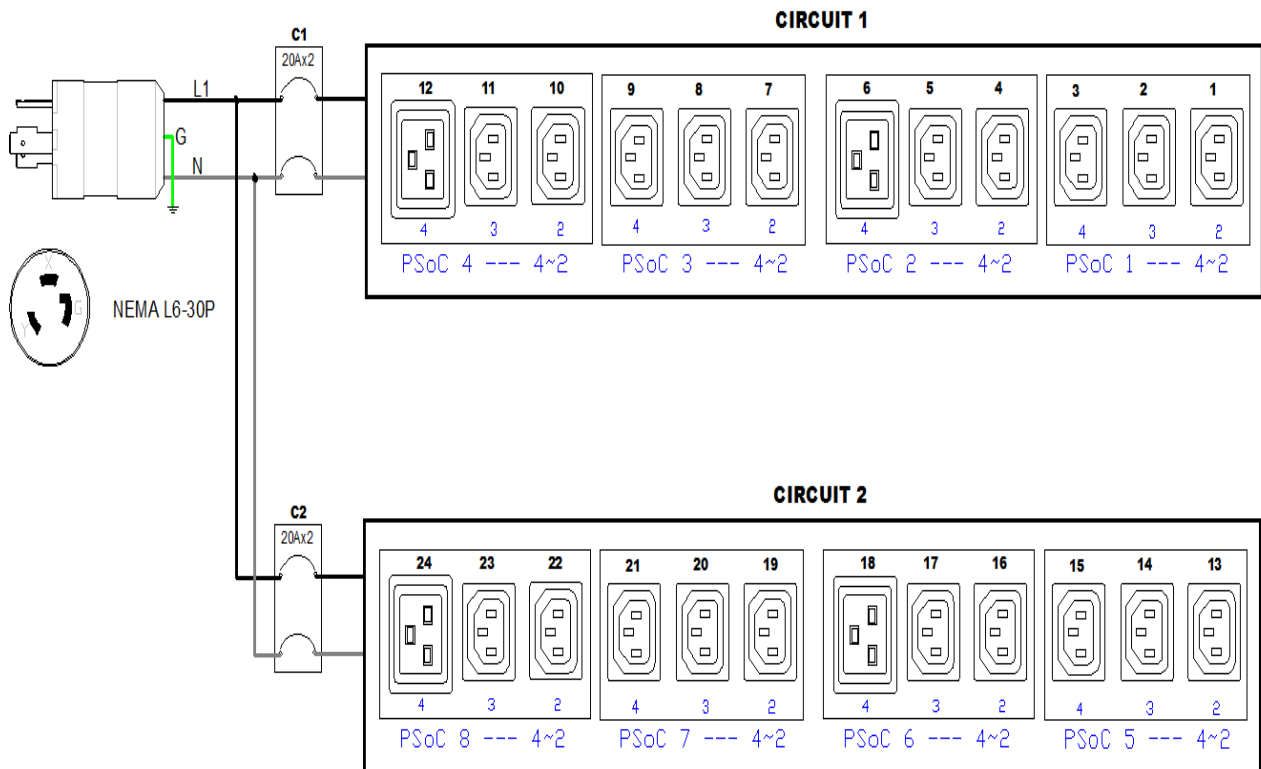 CIRCUIT 1
C1
20Ax2
L1
G
N
12 11 10 9 8 7 6 5 4 3 2 1
4 3 2 4 3 2 4 3 2 4 3 2
PSoC 4 --- 4~2 PSoC 3 --- 4~2 PSoC 2 --- 4~2 PSoC 1 --- 4~2
X
G
Y
NEMA L6-30P
CIRCUIT 2
C2
20Ax2
24 23 22 21 20 19 18 17 16 15 14 13
4 3 2 4 3 2 4 3 2 4 3 2
PSoC 8 --- 4~2 PSoC 7 --- 4~2 PSoC 6 --- 4~2 PSoC 5 --- 4~2